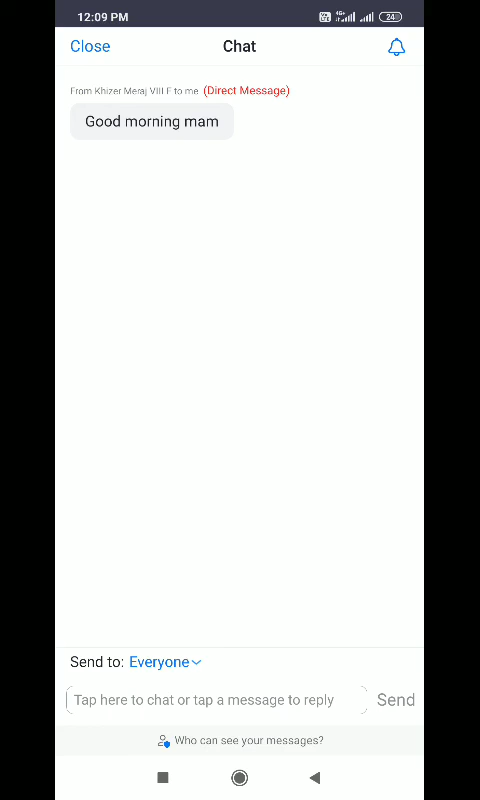 12:09 PM 4G+ 24
Close Chat
From Khizer Meraj VIII F to me (Direct Message)
Good morning mam
Send to: Everyone
Tap here to chat or tap a message to reply Send
Who can see your messages?